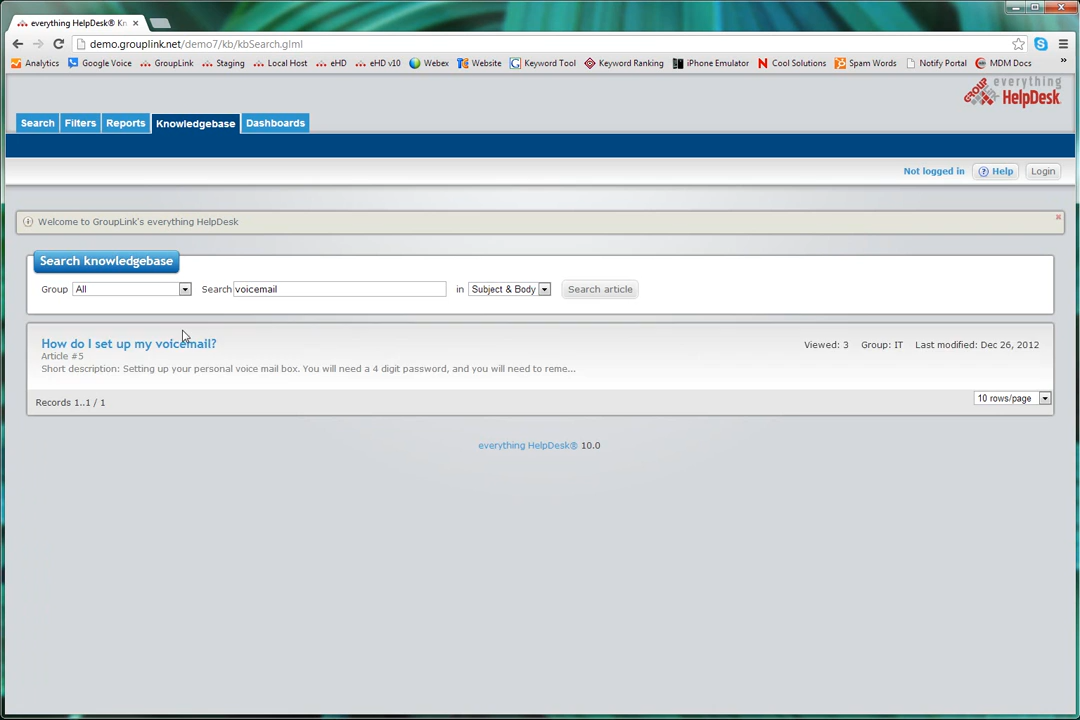 everything HelpDesk® Kn
demo.grouplink.net/demo7/kb/kbSearch.glml
Analytics Google Voice GroupLink Staging Local Host eHD eHD v10 Webex Website Keyword Tool Keyword Ranking iPhone Emulator Cool Solutions Spam Words Notify Portal MDM Docs »
GROUP everything HelpDesk
Search Filters Reports Knowledgebase Dashboards
Not logged in Help Login
Welcome to GroupLink's everything HelpDesk
Search knowledgebase
Group All Search voicemail in Subject & Body Search article
How do I set up my voicemail? Viewed: 3 Group: IT Last modified: Dec 26, 2012
Article #5
Short description: Setting up your personal voice mail box. You will need a 4 digit password, and you will need to reme...
Records 1..1 / 1 10 rows/page
everything HelpDesk® 10.0